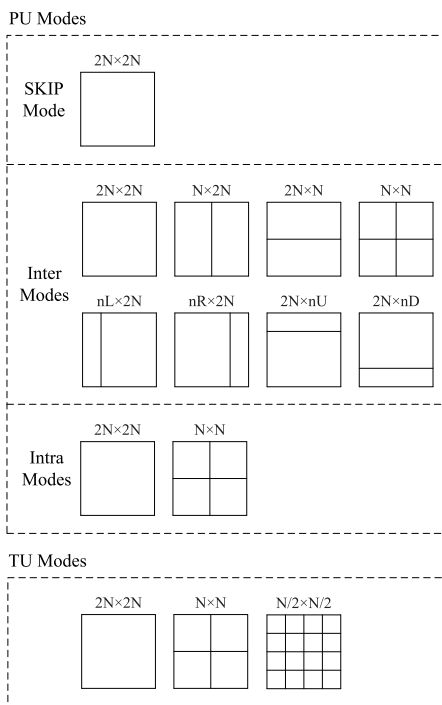 PU Modes
2N×2N
SKIP
Mode
2N×2N N×2N 2N×N N×N
Inter
Modes
nL×2N nR×2N 2N×nU 2N×nD
2N×2N N×N
Intra
Modes
TU Modes
2N×2N N×N N/2×N/2